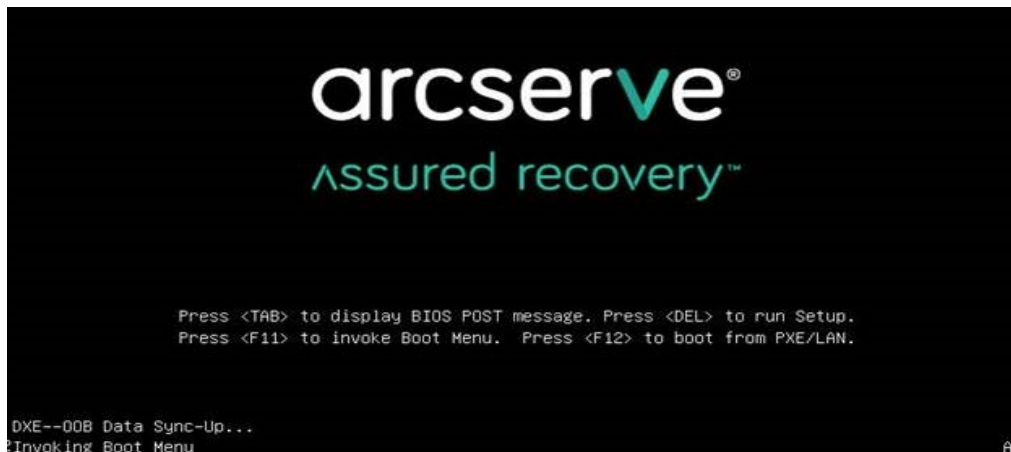 arcserve®
Assured recovery™
Press <TAB> to display BIOS POST message. Press <DEL> to run Setup.
Press <F11> to invoke Boot Menu. Press <F12> to boot from PXE/LAN.
DXE--OOB Data Sync-Up...
Invoking Boot Menu